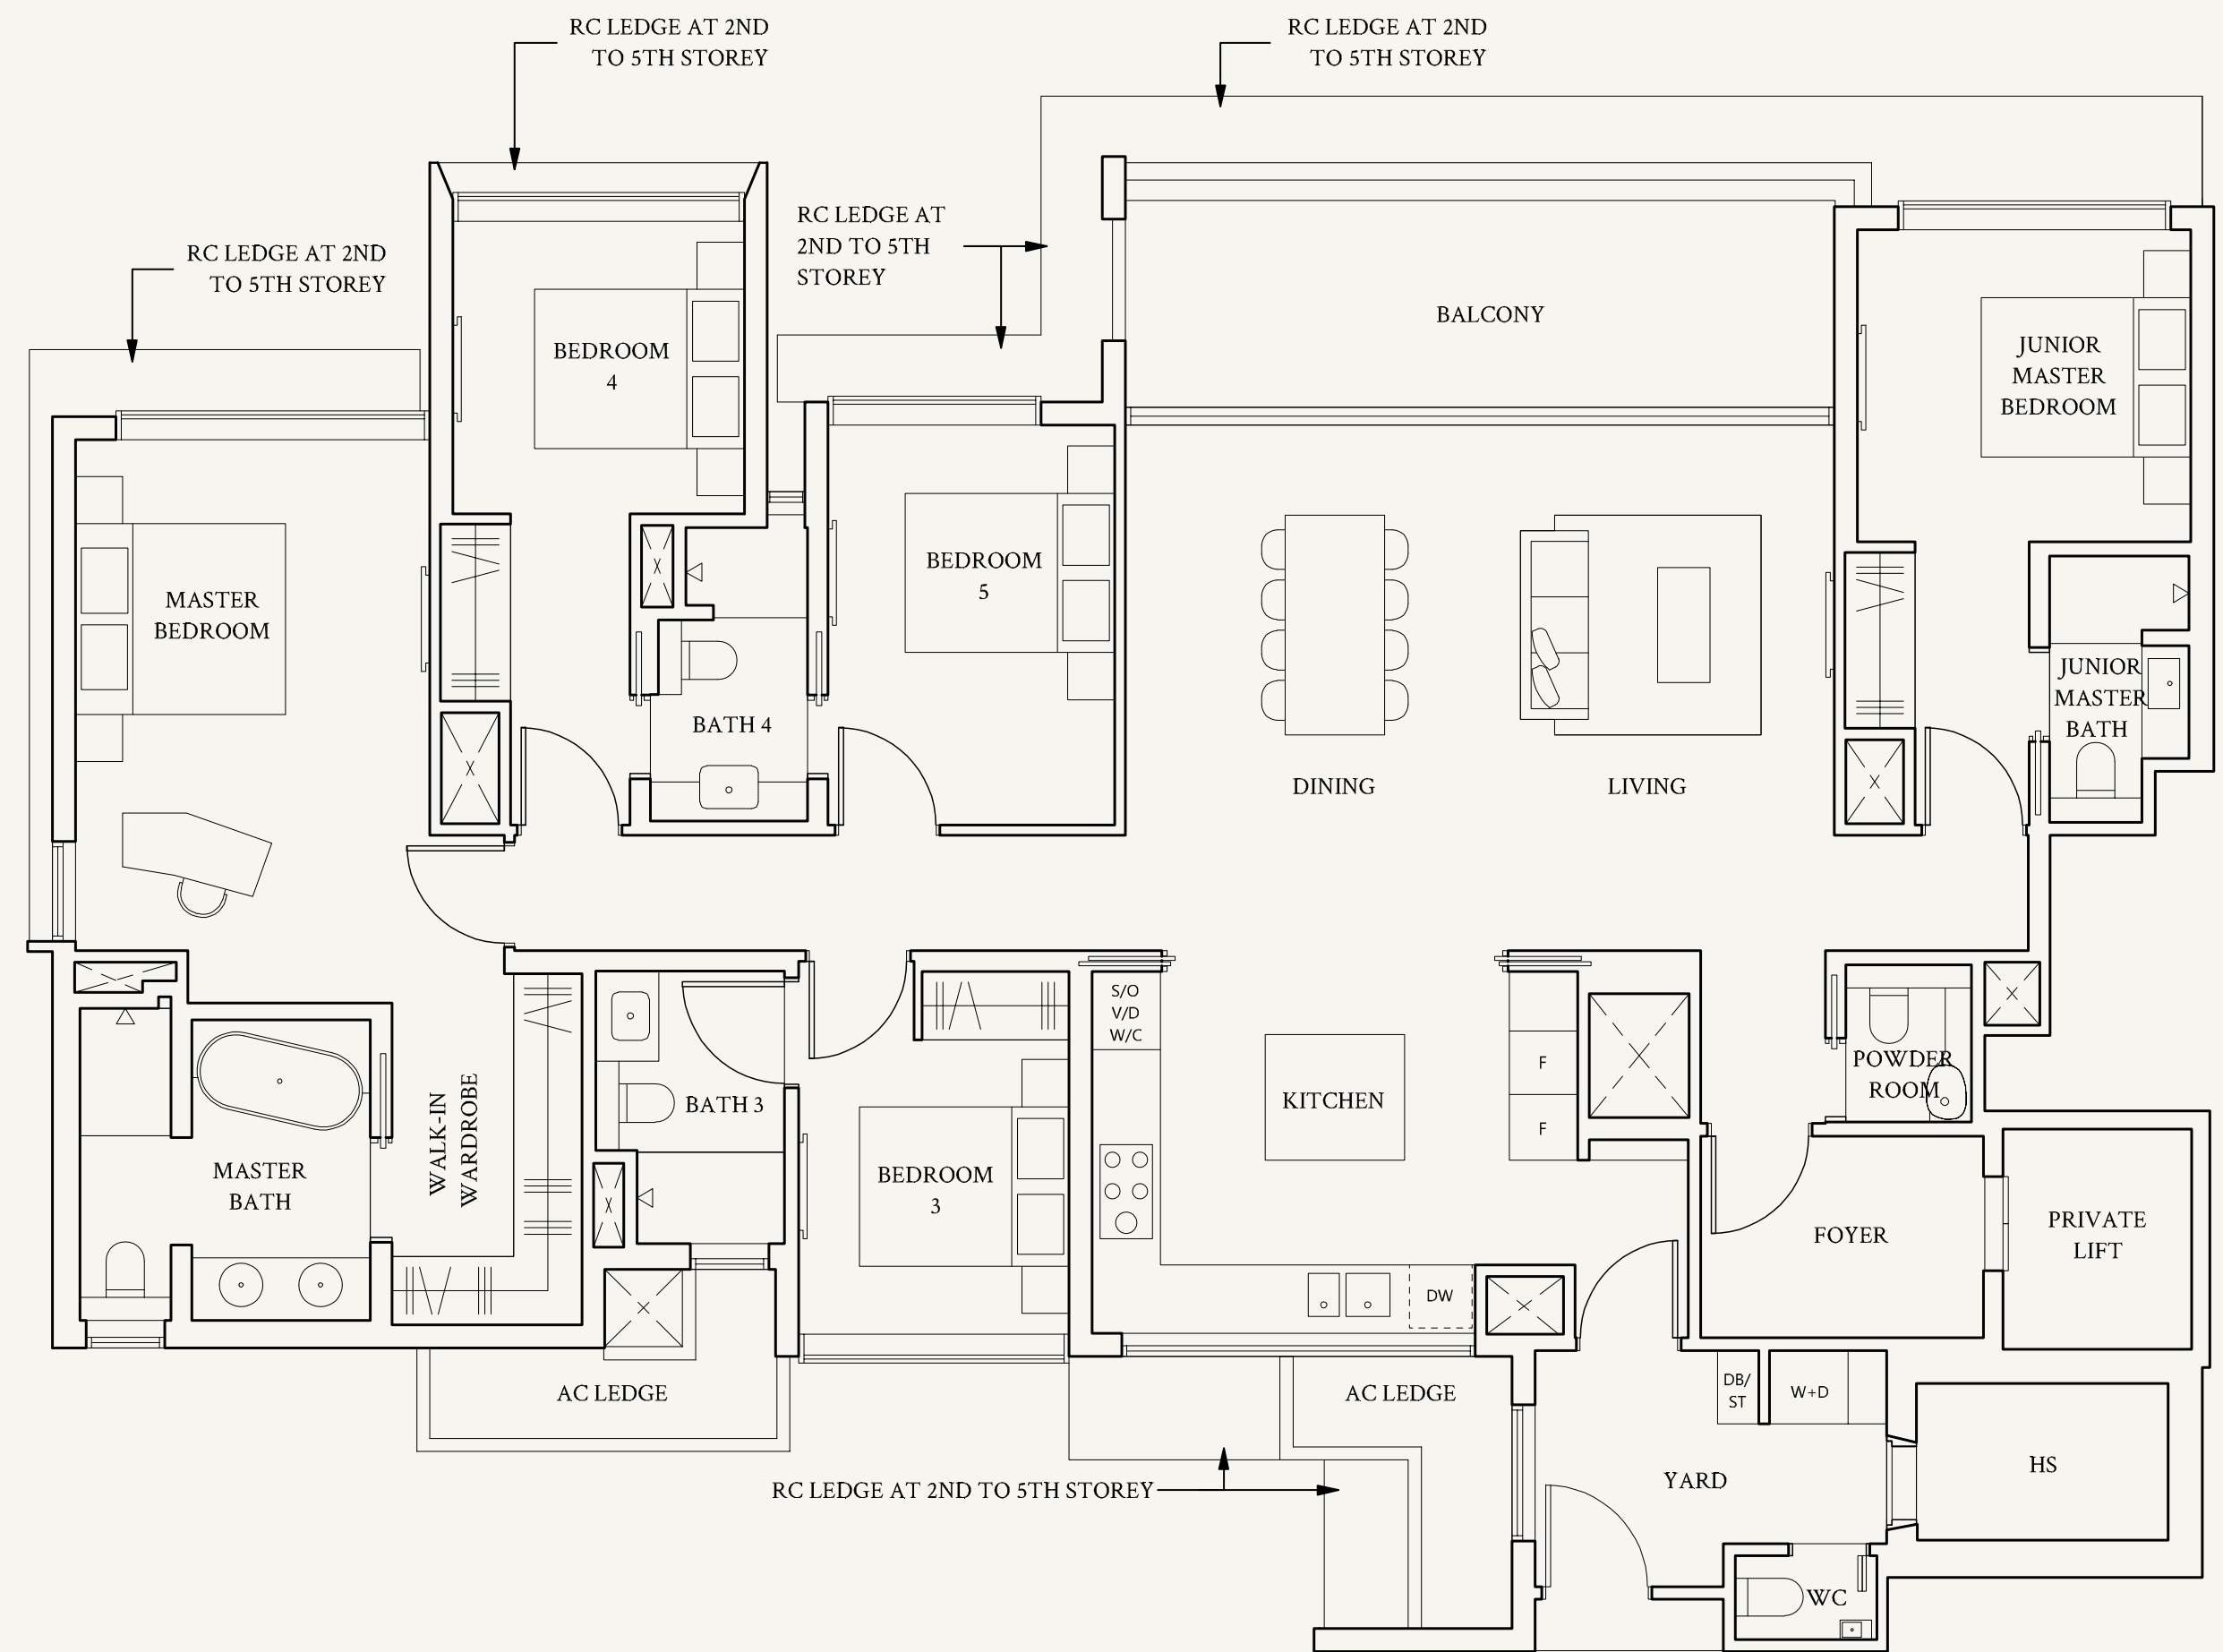 RC LEDGE AT 2ND
TO 5TH STOREY
RC LEDGE AT 2ND
TO 5TH STOREY
RC LEDGE AT
2ND TO 5TH
STOREY
RC LEDGE AT 2ND
TO 5TH STOREY
BALCONY
BEDROOM
4
JUNIOR
MASTER
BEDROOM
BEDROOM
5
MASTER
BEDROOM
JUNIOR
MASTER
BATH
BATH 4
DINING
LIVING
S/O
V/D
W/C
F
F
KITCHEN
POWDER
ROOM
WALK-IN
WARDROBE
BATH 3
MASTER
BATH
BEDROOM
3
FOYER
PRIVATE
LIFT
DW
AC LEDGE
AC LEDGE
DB/
ST
W+D
YARD
HS
RC LEDGE AT 2ND TO 5TH STOREY
WC